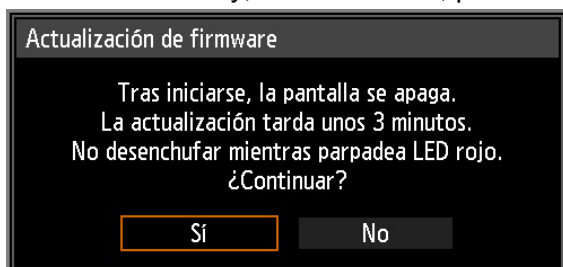 Actualización de firmware
Tras iniciarse, la pantalla se apaga.
La actualización tarda unos 3 minutos.
No desenchufar mientras parpadea LED rojo.
¿Continuar?
Sí No